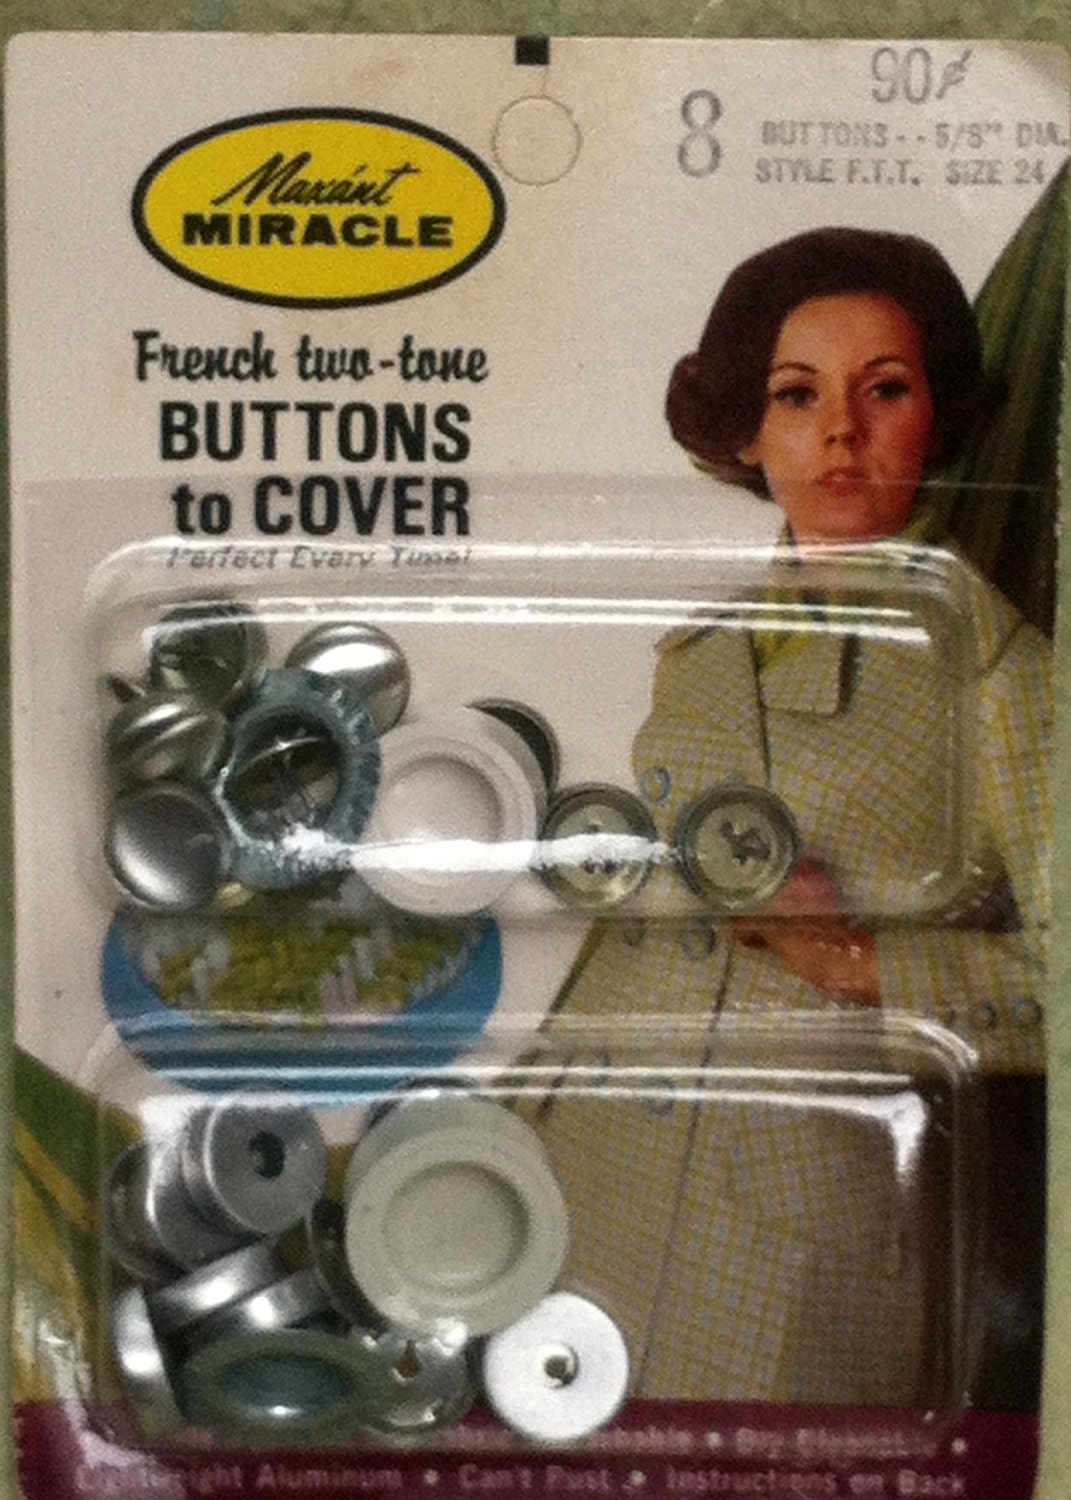 90¢
8 BUTTONS - - 5/8" DIA.
STYLE F.T.T. SIZE 24
Maxant
MIRACLE
French two-tone
BUTTONS
to COVER
Perfect Every Time!
• Dry Cleanable •
Lightweight Aluminum • Can't Rust • Instructions on Back